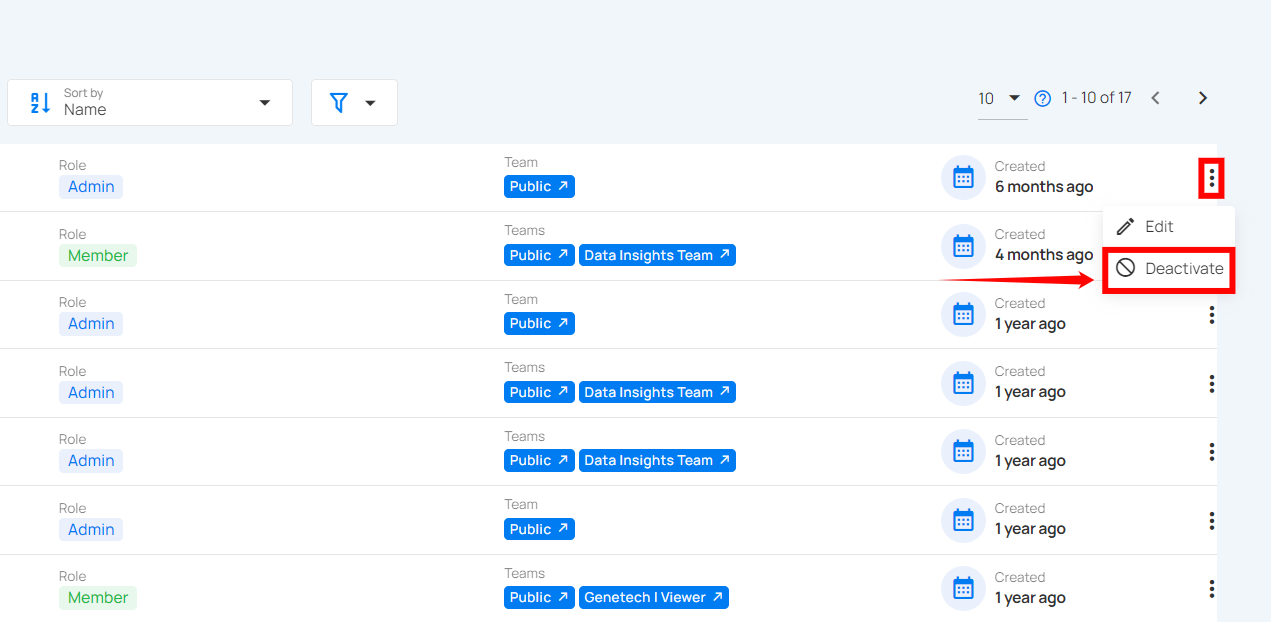 Sort by
Name
10
1 - 10 of 17
Role
Admin
Team
Public
Created
6 months ago
Edit
Deactivate
Role
Member
Teams
Public Data Insights Team
Created
4 months ago
Role
Admin
Team
Public
Created
1 year ago
Role
Admin
Teams
Public Data Insights Team
Created
1 year ago
Role
Admin
Teams
Public Data Insights Team
Created
1 year ago
Role
Admin
Team
Public
Created
1 year ago
Role
Member
Teams
Public Genetech | Viewer
Created
1 year ago